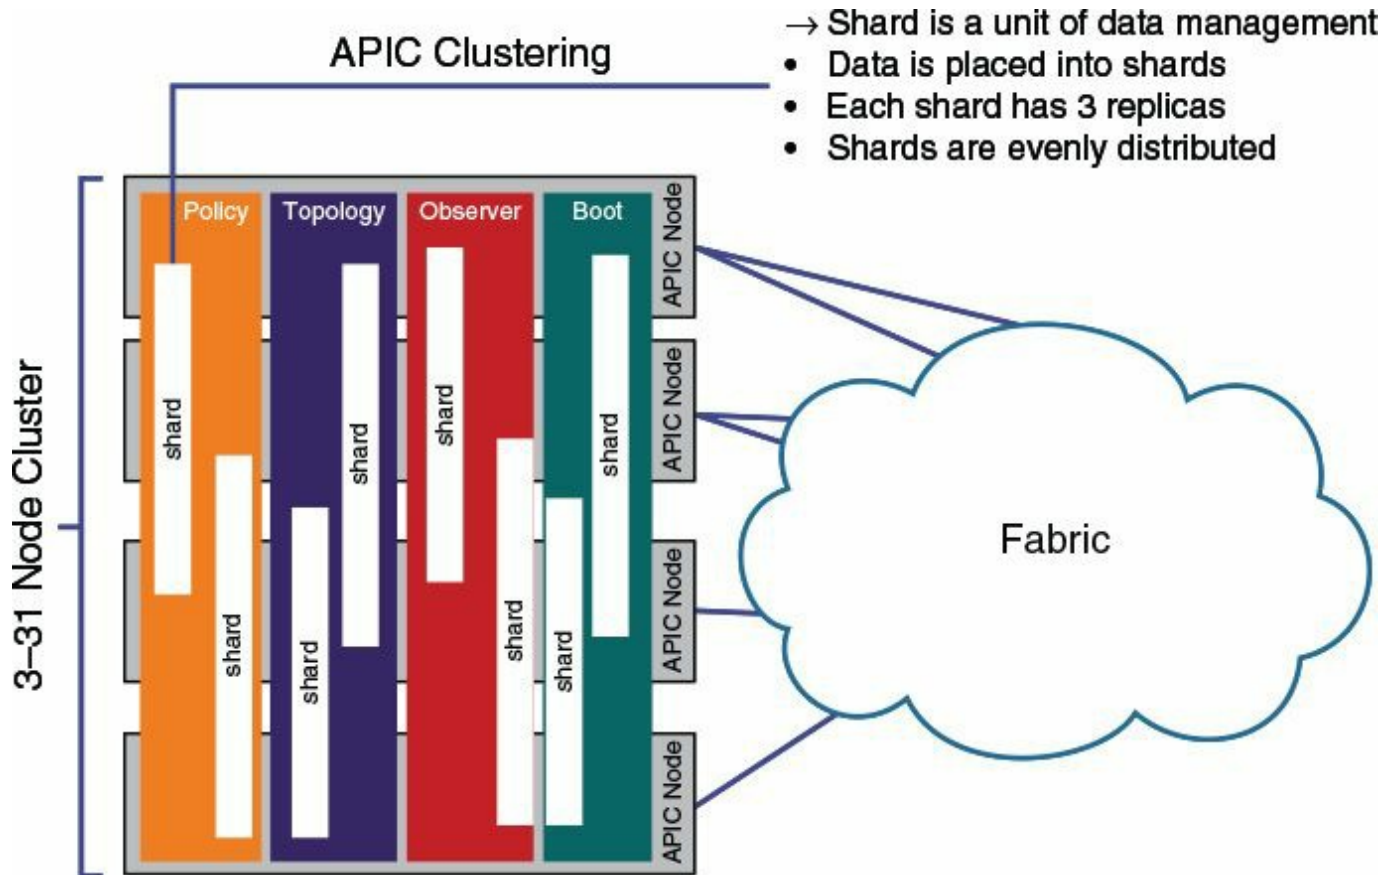 APIC Clustering
→ Shard is a unit of data management
• Data is placed into shards
• Each shard has 3 replicas
• Shards are evenly distributed
3–31 Node Cluster
Policy
Topology
Observer
Boot
APIC Node
APIC Node
APIC Node
APIC Node
shard
shard
shard
shard
shard
shard
shard
shard
Fabric